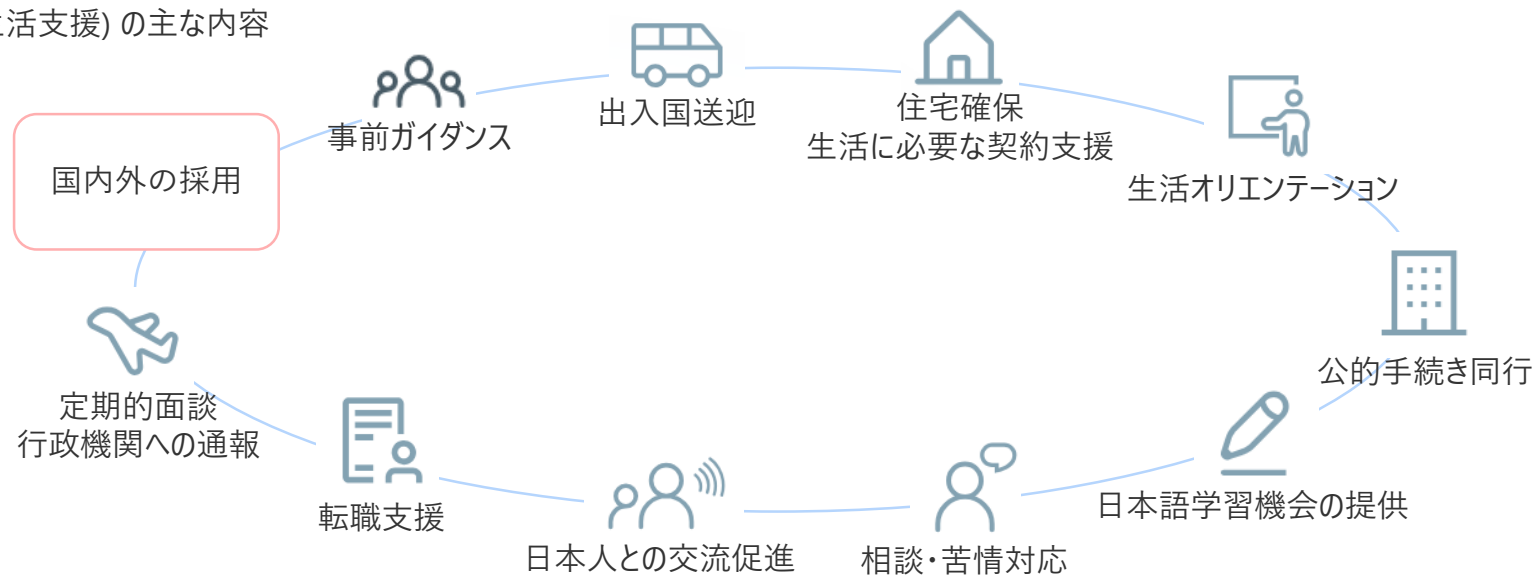 活支援) の主な内容
国内外の採用
事前ガイダンス
出入国送迎
住宅確保
生活に必要な契約支援
生活オリエンテーション
公的手続き同行
日本語学習機会の提供
相談・苦情対応
日本人との交流促進
転職支援
定期的面談
行政機関への通報